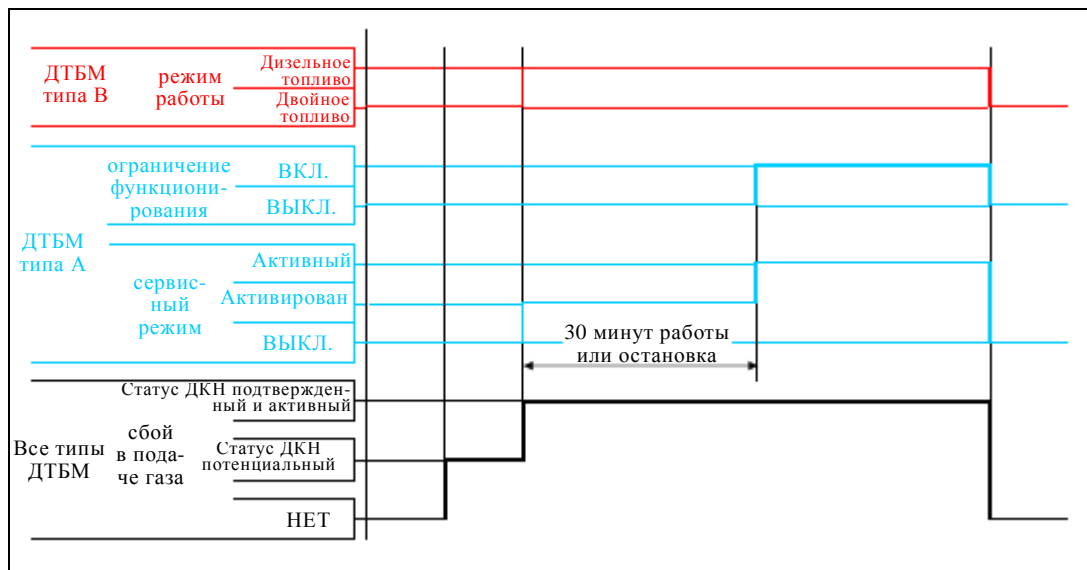 ДТБМ
типа В
режим
работы
Дизельное
топливо
Двойное
топливо
ограничение
функциони-
рования
ВКЛ.
ВЫКЛ.
ДТБМ
типа А
сервис-
ный
режим
Активный
Активирован
ВЫКЛ.
30 минут работы
или остановка
Все типы
ДТБМ
сбой
в пода-
че газа
Статус ДКН подтвержден-
ный и активный
Статус ДКН
потенциальный
НЕТ